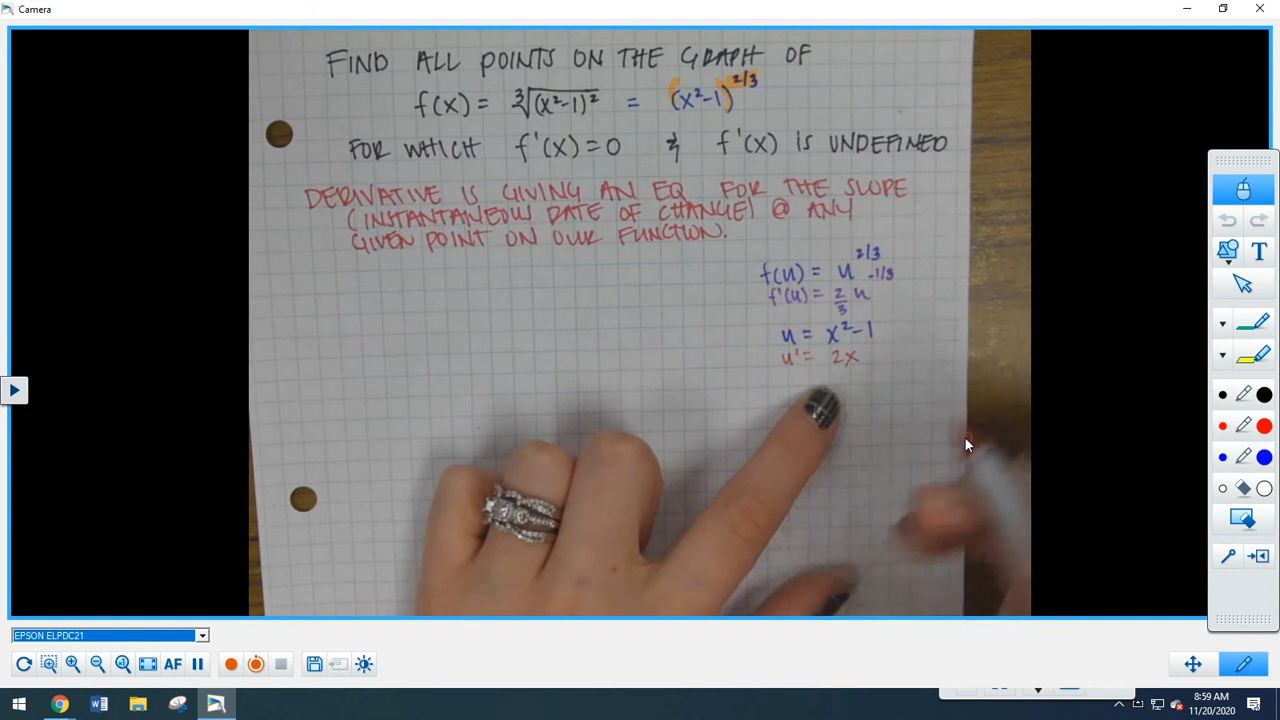 Camera
FIND ALL POINTS ON THE GRAPH OF
f(x) = ∛(x²-1)² = (x²-1)^2/3
FOR WHICH f'(x)=0 & f'(x) IS UNDEFINED
DERIVATIVE IS GIVING AN EQ FOR THE SLOPE
(INSTANTANEOUS DATE OF CHANGE) @ ANY
GIVEN POINT ON OUR FUNCTION.
f(u) = u^2/3
f'(u) = 2/3 u^-1/3
u = x²-1
u' = 2x
T
EPSON ELPDC21
AF
8:59 AM
11/20/2020